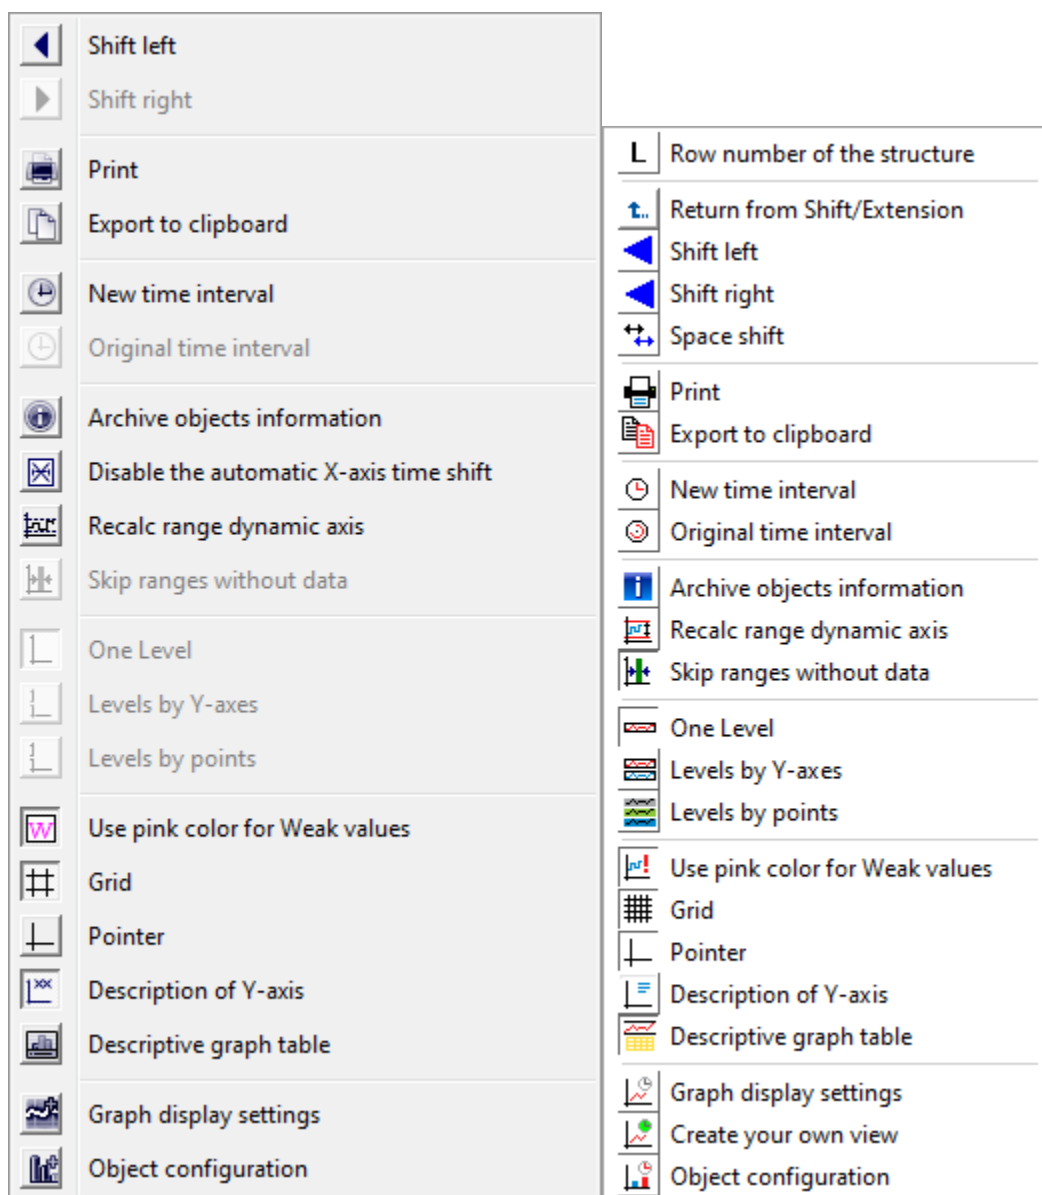 Shift left
Shift right
Print
Export to clipboard
New time interval
Original time interval
Archive objects information
Disable the automatic X-axis time shift
Recalc range dynamic axis
Skip ranges without data
One Level
Levels by Y-axes
Levels by points
W Use pink color for Weak values
Grid
Pointer
Description of Y-axis
Descriptive graph table
Graph display settings
Object configuration
L Row number of the structure
Return from Shift/Extension
Shift left
Shift right
Space shift
Print
Export to clipboard
New time interval
Original time interval
i Archive objects information
Recalc range dynamic axis
Skip ranges without data
One Level
Levels by Y-axes
Levels by points
Use pink color for Weak values
Grid
Pointer
Description of Y-axis
Descriptive graph table
Graph display settings
Create your own view
Object configuration